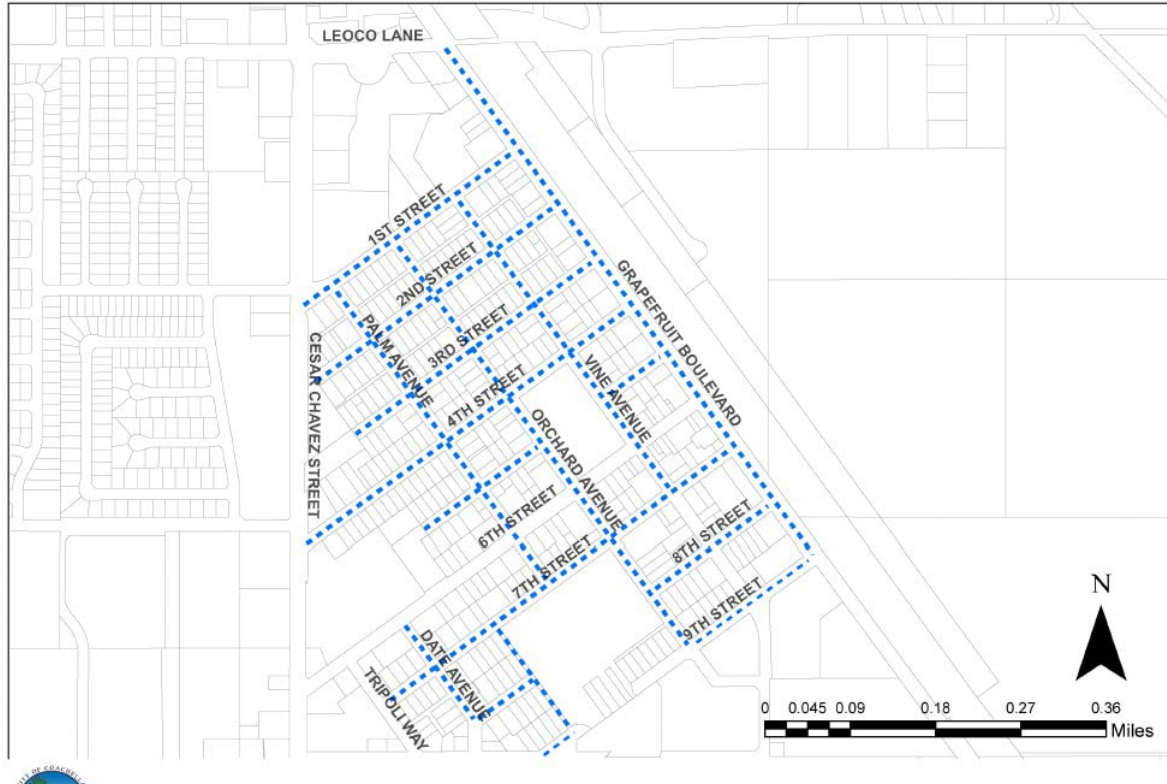 LEOCO LANE
1ST STREET
2ND STREET
GRAPEFRUIT BOULEVARD
3RD STREET
PALM AVENUE
CESAR CHAVEZ STREET
VINE AVENUE
4TH STREET
ORCHARD AVENUE
6TH STREET
8TH STREET
7TH STREET
9TH STREET
N
DATE AVENUE
TRIPOLI WAY
0 0.045 0.09 0.18 0.27 0.36
Miles